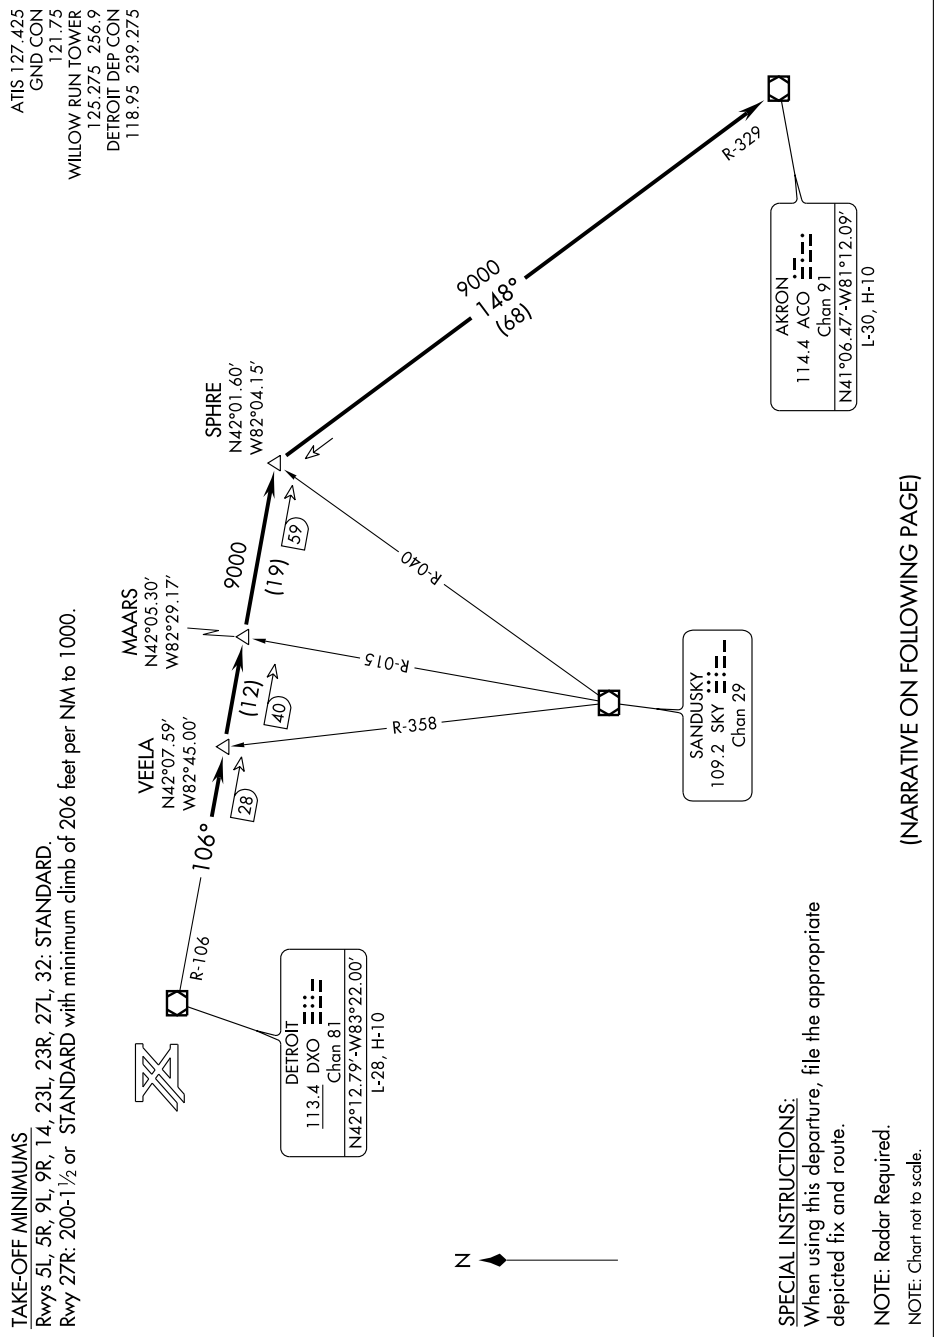 ATIS 127.425
GND CON
121.75
WILLOW RUN TOWER
125.275 256.9
DETROIT DEP CON
118.95 239.275
TAKE-OFF MINIMUMS
Rwys 5L, 5R, 9L, 9R, 14, 23L, 23R, 27L, 32: STANDARD.
Rwy 27R: 200-1½ or STANDARD with minimum climb of 206 feet per NM to 1000.
R-106
106°
VEELA
N42°07.59′
W82°45.00′
28
(12)
40
MAARS
N42°05.30′
W82°29.17′
9000
(19)
59
SPHRE
N42°01.60′
W82°04.15′
9000
148°
(68)
R-329
R-358
R-015
R-040
DETROIT
113.4 DXO
Chan 81
N42°12.79′-W83°22.00′
L-28, H-10
SANDUSKY
109.2 SKY
Chan 29
AKRON
114.4 ACO
Chan 91
N41°06.47′-W81°12.09′
L-30, H-10
N
SPECIAL INSTRUCTIONS:
When using this departure, file the appropriate
depicted fix and route.
NOTE: Radar Required.
NOTE: Chart not to scale.
(NARRATIVE ON FOLLOWING PAGE)